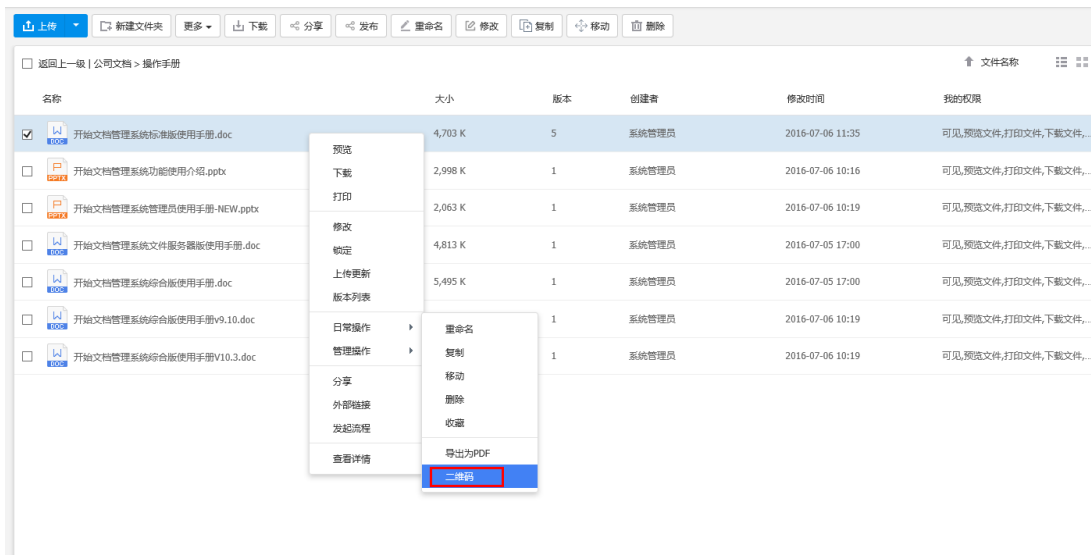 上传 新建文件夹 更多 下载 分享 发布 重命名 修改 复制 移动 删除
返回上一级 | 公司文档 > 操作手册 文件名称
名称 大小 版本 创建者 修改时间 我的权限
DOC 开始文档管理系统标准版使用手册.doc 4,703 K 5 系统管理员 2016-07-06 11:35 可见,预览文件,打印文件,下载文件,...
PPTX 开始文档管理系统功能使用介绍.pptx 2,998 K 1 系统管理员 2016-07-06 10:16 可见,预览文件,打印文件,下载文件,...
PPTX 开始文档管理系统管理员使用手册-NEW.pptx 2,063 K 1 系统管理员 2016-07-06 10:19 可见,预览文件,打印文件,下载文件,...
DOC 开始文档管理系统文件服务器版使用手册.doc 4,813 K 1 系统管理员 2016-07-05 17:00 可见,预览文件,打印文件,下载文件,...
DOC 开始文档管理系统综合版使用手册.doc 5,495 K 1 系统管理员 2016-07-05 17:00 可见,预览文件,打印文件,下载文件,...
DOC 开始文档管理系统综合版使用手册v9.10.doc 1 系统管理员 2016-07-06 10:19 可见,预览文件,打印文件,下载文件,...
DOC 开始文档管理系统综合版使用手册V10.3.doc 1 系统管理员 2016-07-06 10:19 可见,预览文件,打印文件,下载文件,...
预览
下载
打印
修改
锁定
上传更新
版本列表
日常操作
管理操作
分享
外部链接
发起流程
查看详情
重命名
复制
移动
删除
收藏
导出为PDF
二维码